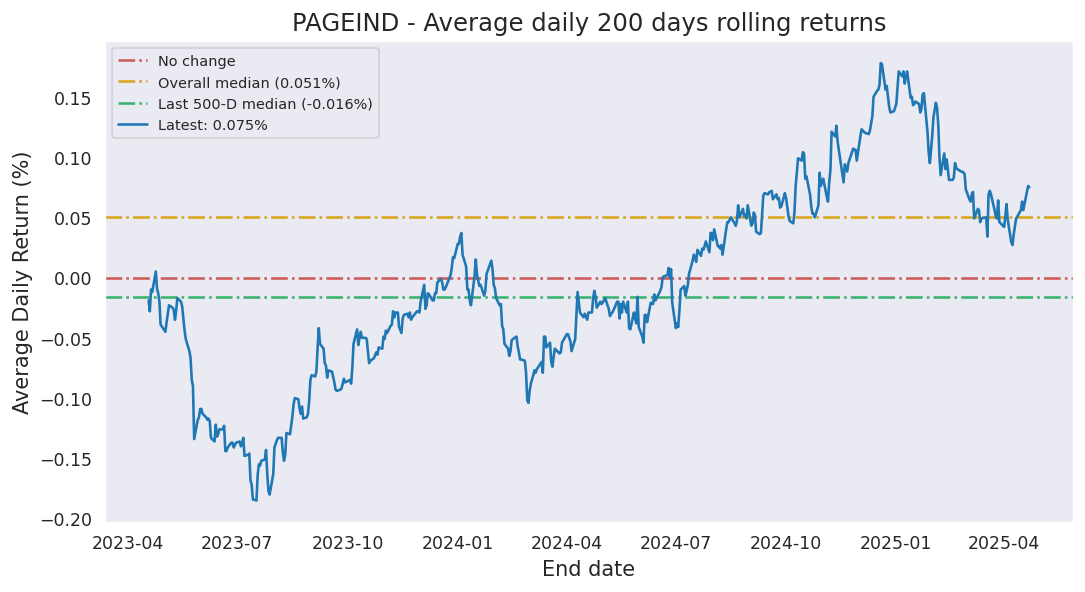 PAGEIND - Average daily 200 days rolling returns
No change
Overall median (0.051%)
Last 500-D median (-0.016%)
Latest: 0.075%
Average Daily Return (%)
0.15
0.10
0.05
0.00
−0.05
−0.10
−0.15
−0.20
2023-04 2023-07 2023-10 2024-01 2024-04 2024-07 2024-10 2025-01 2025-04
End date